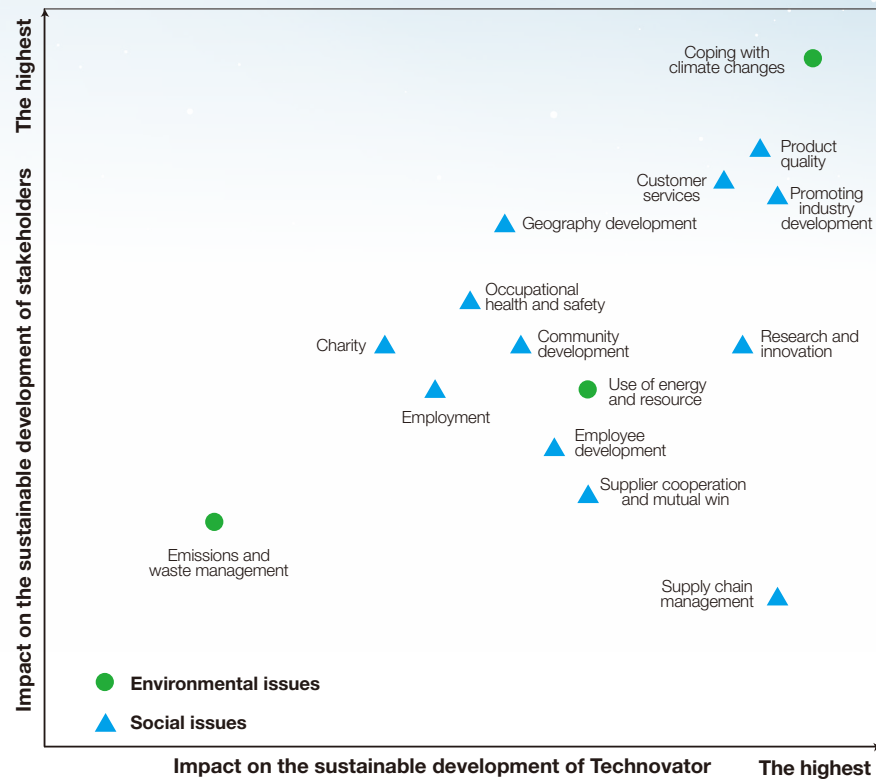 The highest
Impact on the sustainable development of stakeholders
Coping with
climate changes
Product
quality
Customer
services
Promoting
industry
development
Geography development
Occupational
health and safety
Charity
Community
development
Research and
innovation
Use of energy
and resource
Employment
Employee
development
Supplier cooperation
and mutual win
Emissions and
waste management
Supply chain
management
Environmental issues
Social issues
Impact on the sustainable development of Technovator
The highest